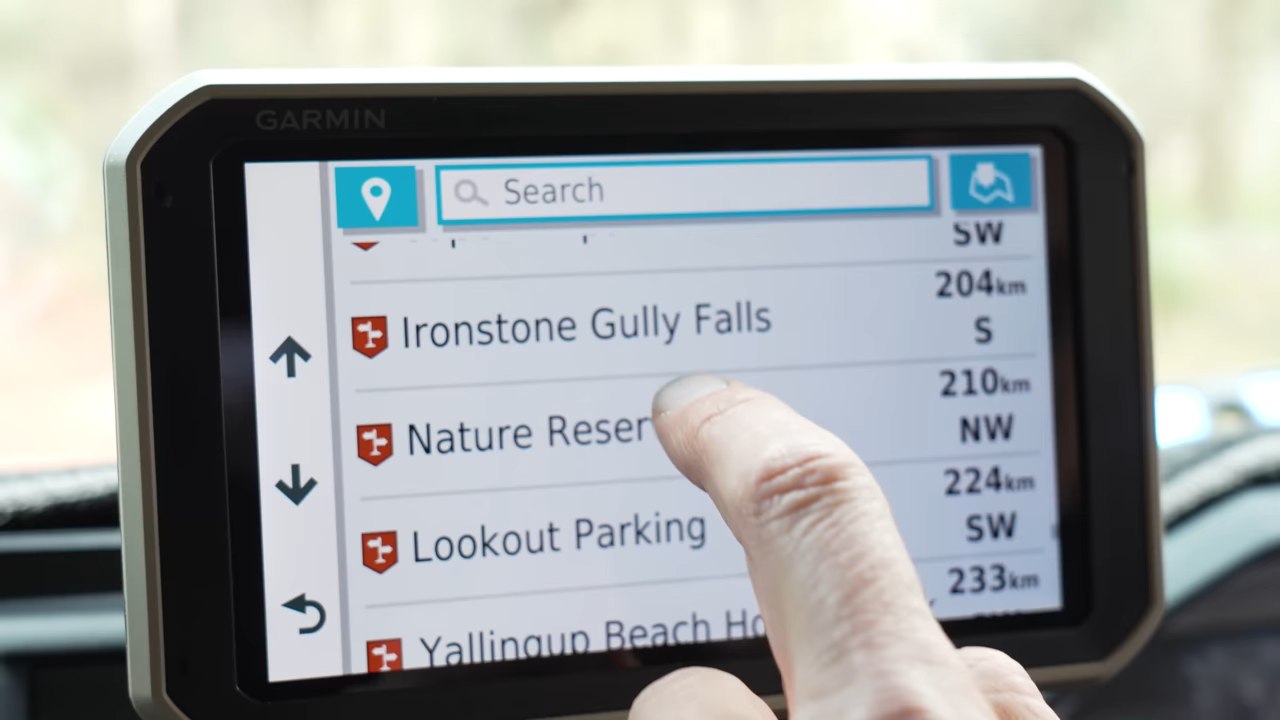 GARMIN
Search
SW
Ironstone Gully Falls
204km
S
Nature Reser
210km
NW
Lookout Parking
224km
SW
Yallingup Beach Ho
233km